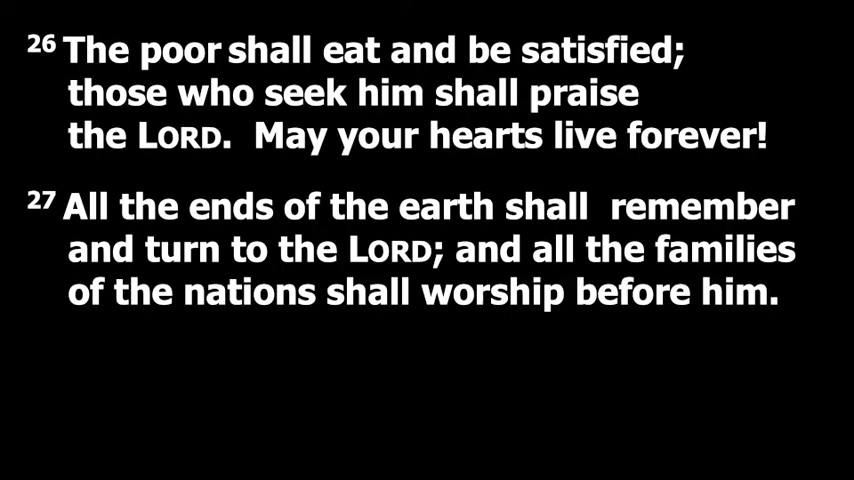 26 The poor shall eat and be satisfied;
those who seek him shall praise
the LORD. May your hearts live forever!
27 All the ends of the earth shall remember
and turn to the LORD; and all the families
of the nations shall worship before him.